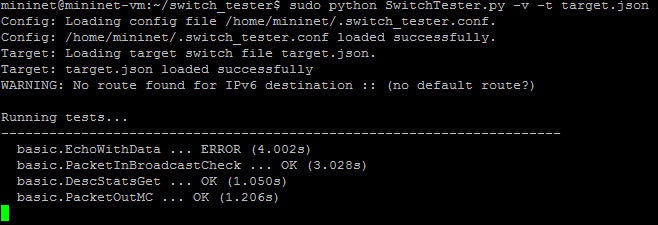 mininet@mininet-vm:~/switch_tester$ sudo python SwitchTester.py -v -t target.json
Config: Loading config file /home/mininet/.switch_tester.conf.
Config: /home/mininet/.switch_tester.conf loaded successfully.
Target: Loading target switch file target.json.
Target: target.json loaded successfully
WARNING: No route found for IPv6 destination :: (no default route?)
Running tests...
----------------------------------------------------------------------
basic.EchoWithData ... ERROR (4.002s)
basic.PacketInBroadcastCheck ... OK (3.028s)
basic.DescStatsGet ... OK (1.050s)
basic.PacketOutMC ... OK (1.206s)